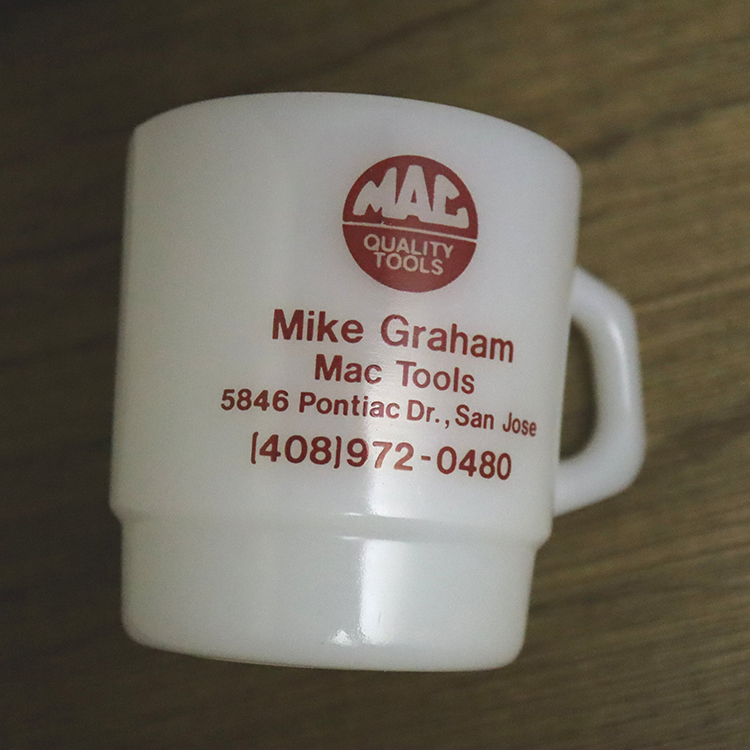 MAC
QUALITY
TOOLS
Mike Graham
Mac Tools
5846 Pontiac Dr., San Jose
(408)972-0480